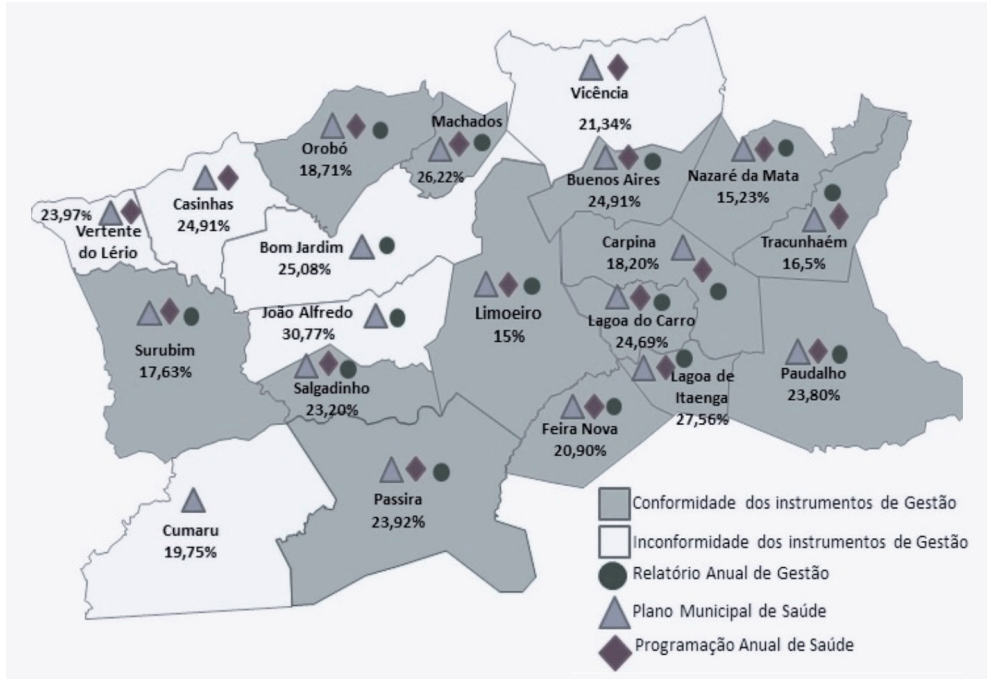 Vicência
21,34%
Machados
26,22%
Orobó
18,71%
Buenos Aires
24,91%
Nazaré da Mata
15,23%
Casinhas
24,91%
23,97%
Vertente
do Lério
Bom Jardim
25,08%
Carpina
18,20%
Tracunhaém
16,5%
João Alfredo
30,77%
Limoeiro
15%
Lagoa do Carro
24,69%
Surubim
17,63%
Salgadinho
23,20%
Lagoa de
Itaenga
27,56%
Paudalho
23,80%
Feira Nova
20,90%
Passira
23,92%
Cumaru
19,75%
Conformidade dos instrumentos de Gestão
Inconformidade dos instrumentos de Gestão
Relatório Anual de Gestão
Plano Municipal de Saúde
Programação Anual de Saúde